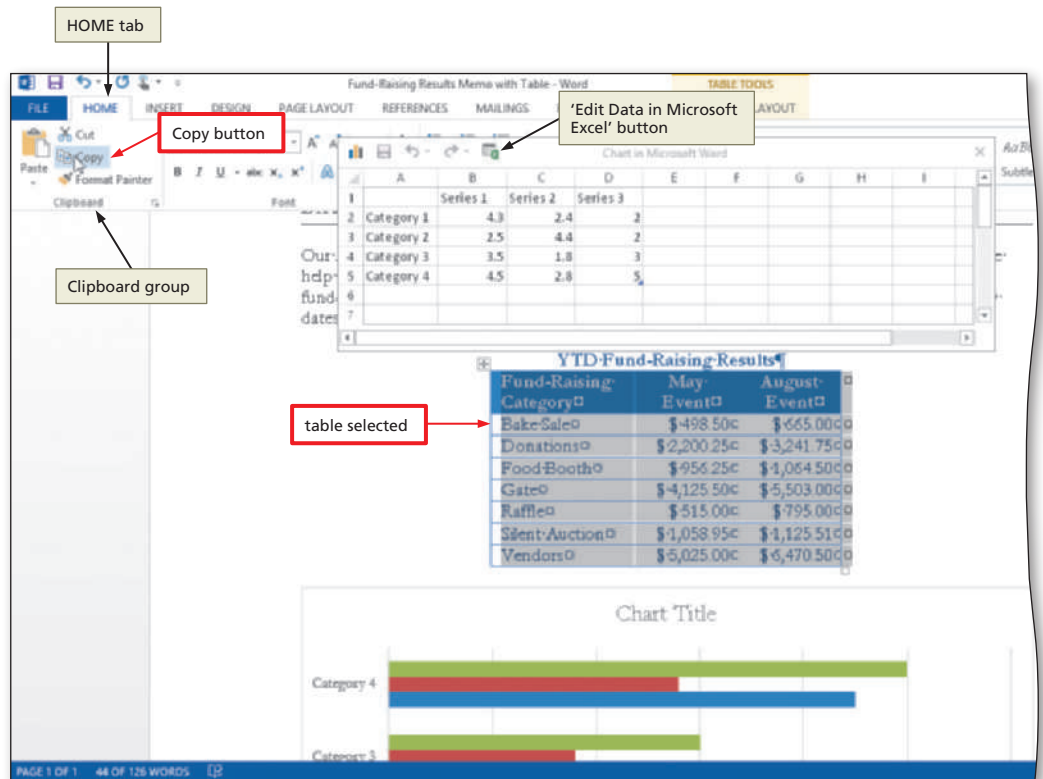 HOME tab
Fund-Raising Results Memo with Table - Word
TABLE TOOLS
FILE HOME INSERT DESIGN PAGE LAYOUT REFERENCES MAILINGS LAYOUT
'Edit Data in Microsoft
Excel' button
Copy button
Cut
Copy
Format Painter
Paste
Clipboard
Font
B I U abc x₂ x²
Chart in Microsoft Word
Subtle
A B C D E F G H I
1 Series 1 Series 2 Series 3
2 Category 1 4.3 2.4 2
3 Category 2 2.5 4.4 2
4 Category 3 3.5 1.8 3
5 Category 4 4.5 2.8 5
6
7
Clipboard group
Our
help
fund
dates
YTD·Fund-Raising·Results¶
Fund-Raising· May· August·
Category¤ Event¤ Event¤
Bake·Sale¤ $·498.50 $·665.00
Donations¤ $·2,200.25 $·3,241.75
Food·Booth¤ $·956.25 $·1,064.50
Gate¤ $·4,125.50 $·5,503.00
Raffle¤ $·515.00 $·795.00
Silent·Auction¤ $·1,058.95 $·1,125.51
Vendors¤ $·5,025.00 $·6,470.50
table selected
Chart Title
Category 4
Category 3
PAGE 1 OF 1 44 OF 126 WORDS